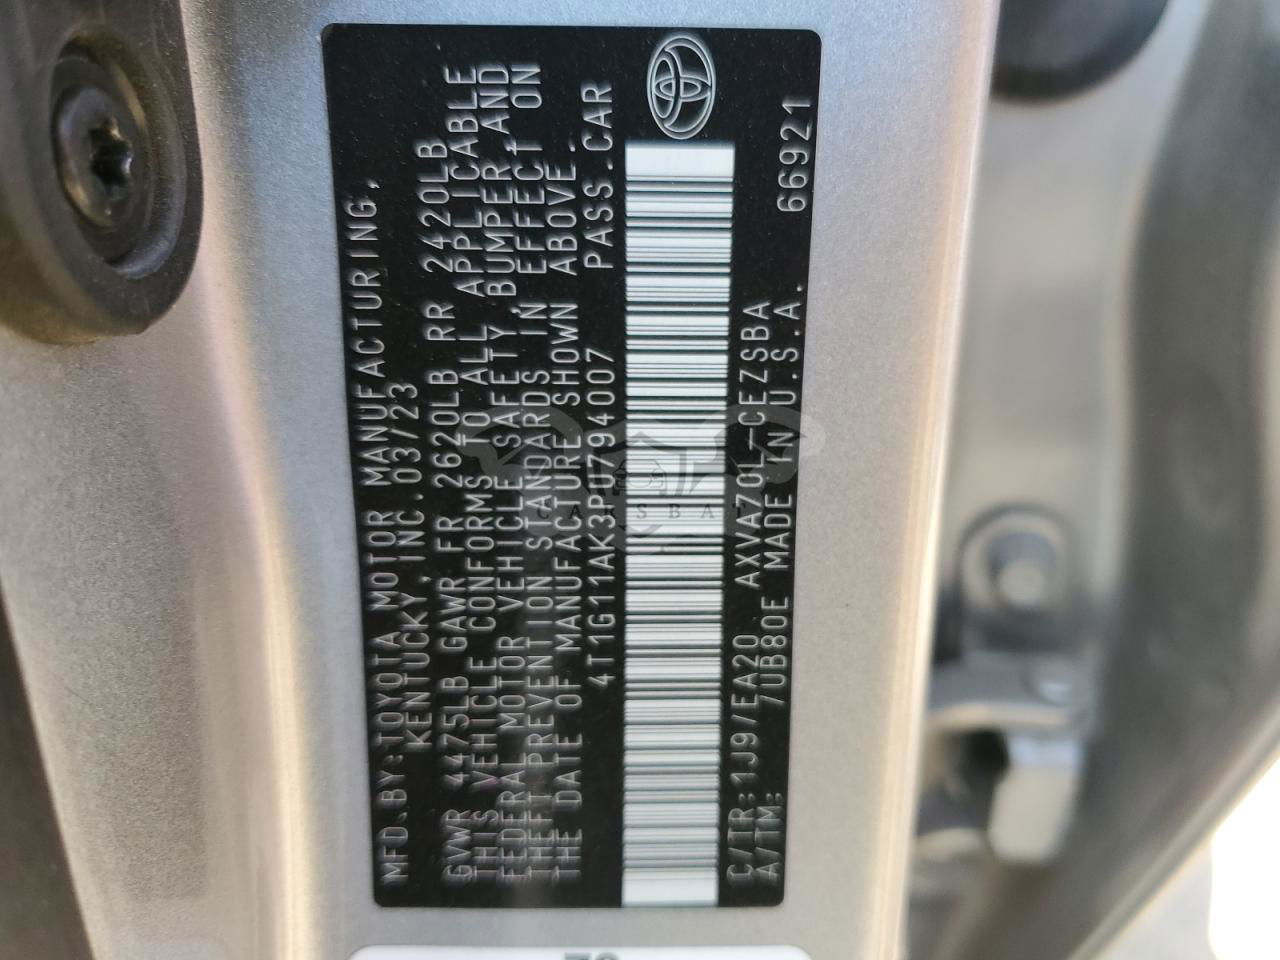 MFD.BY:TOYOTA MOTOR MANUFACTURING,
KENTUCKY, INC.03/23
GVWR 4475LB GAWR FR 2620LB RR 2420LB
THIS VEHICLE CONFORMS TO ALL APPLICABLE
FEDERAL MOTOR VEHICLE SAFETY,BUMPER,AND
THEFT PREVENTION STANDARDS IN EFFECT ON
THE DATE OF MANUFACTURE SHOWN ABOVE.
4T1G11AK3PU794007 PASS.CAR
C/TR:1J9/EA20 AXVA70L-CEZSBA
A/TM: 7UB80E MADE IN U.S.A. 66921
CARSBAT